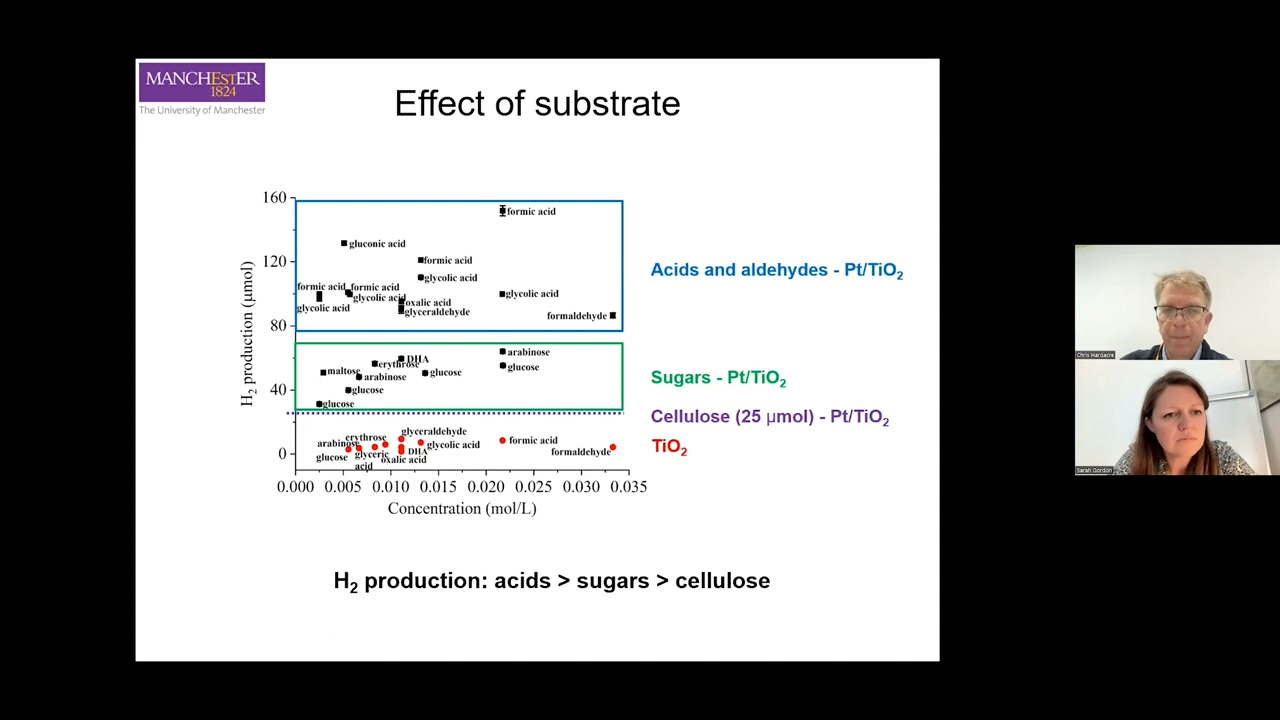 MANCHESTER
1824
The University of Manchester
Effect of substrate
H2 production (μmol)
160
120
80
40
0
formic acid
gluconic acid
formic acid
glycolic acid
formic acid
formic acid
glycolic acid
glycolic acid
glycolic acid
oxalic acid
glyceraldehyde
formaldehyde
arabinose
DHA
erythrose
glucose
maltose
glucose
arabinose
glucose
glucose
glyceraldehyde
erythrose
formic acid
arabinose
glycolic acid
DHA
formaldehyde
glucose
glyceric
acid
oxalic acid
0.000 0.005 0.010 0.015 0.020 0.025 0.030 0.035
Concentration (mol/L)
Acids and aldehydes - Pt/TiO2
Sugars - Pt/TiO2
Cellulose (25 μmol) - Pt/TiO2
TiO2
H2 production: acids > sugars > cellulose
Chris Hardacre
Sarah Gordon